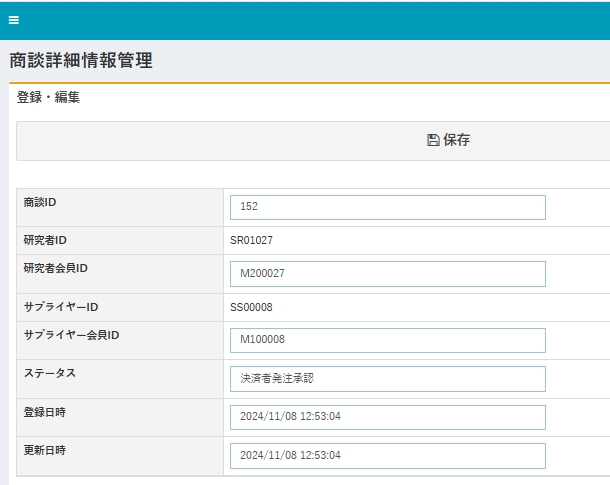 商談詳細情報管理
登録・編集
保存
商談ID 152
研究者ID SR01027
研究者会員ID M200027
サプライヤーID SS00008
サプライヤー会員ID M100008
ステータス 決済者発注承認
登録日時 2024/11/08 12:53:04
更新日時 2024/11/08 12:53:04